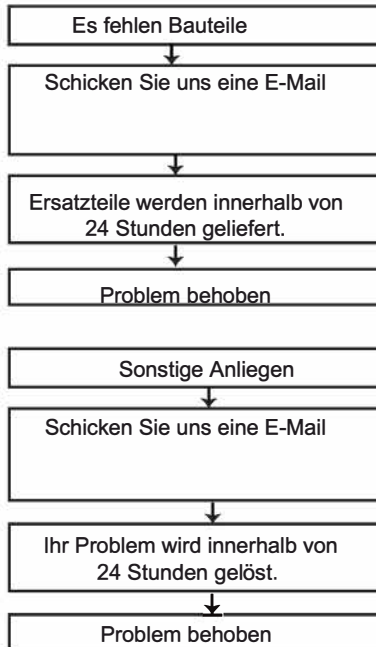 Es fehlen Bauteile
Schicken Sie uns eine E-Mail
Ersatzteile werden innerhalb von
24 Stunden geliefert.
Problem behoben
Sonstige Anliegen
Schicken Sie uns eine E-Mail
Ihr Problem wird innerhalb von
24 Stunden gelöst.
Problem behoben